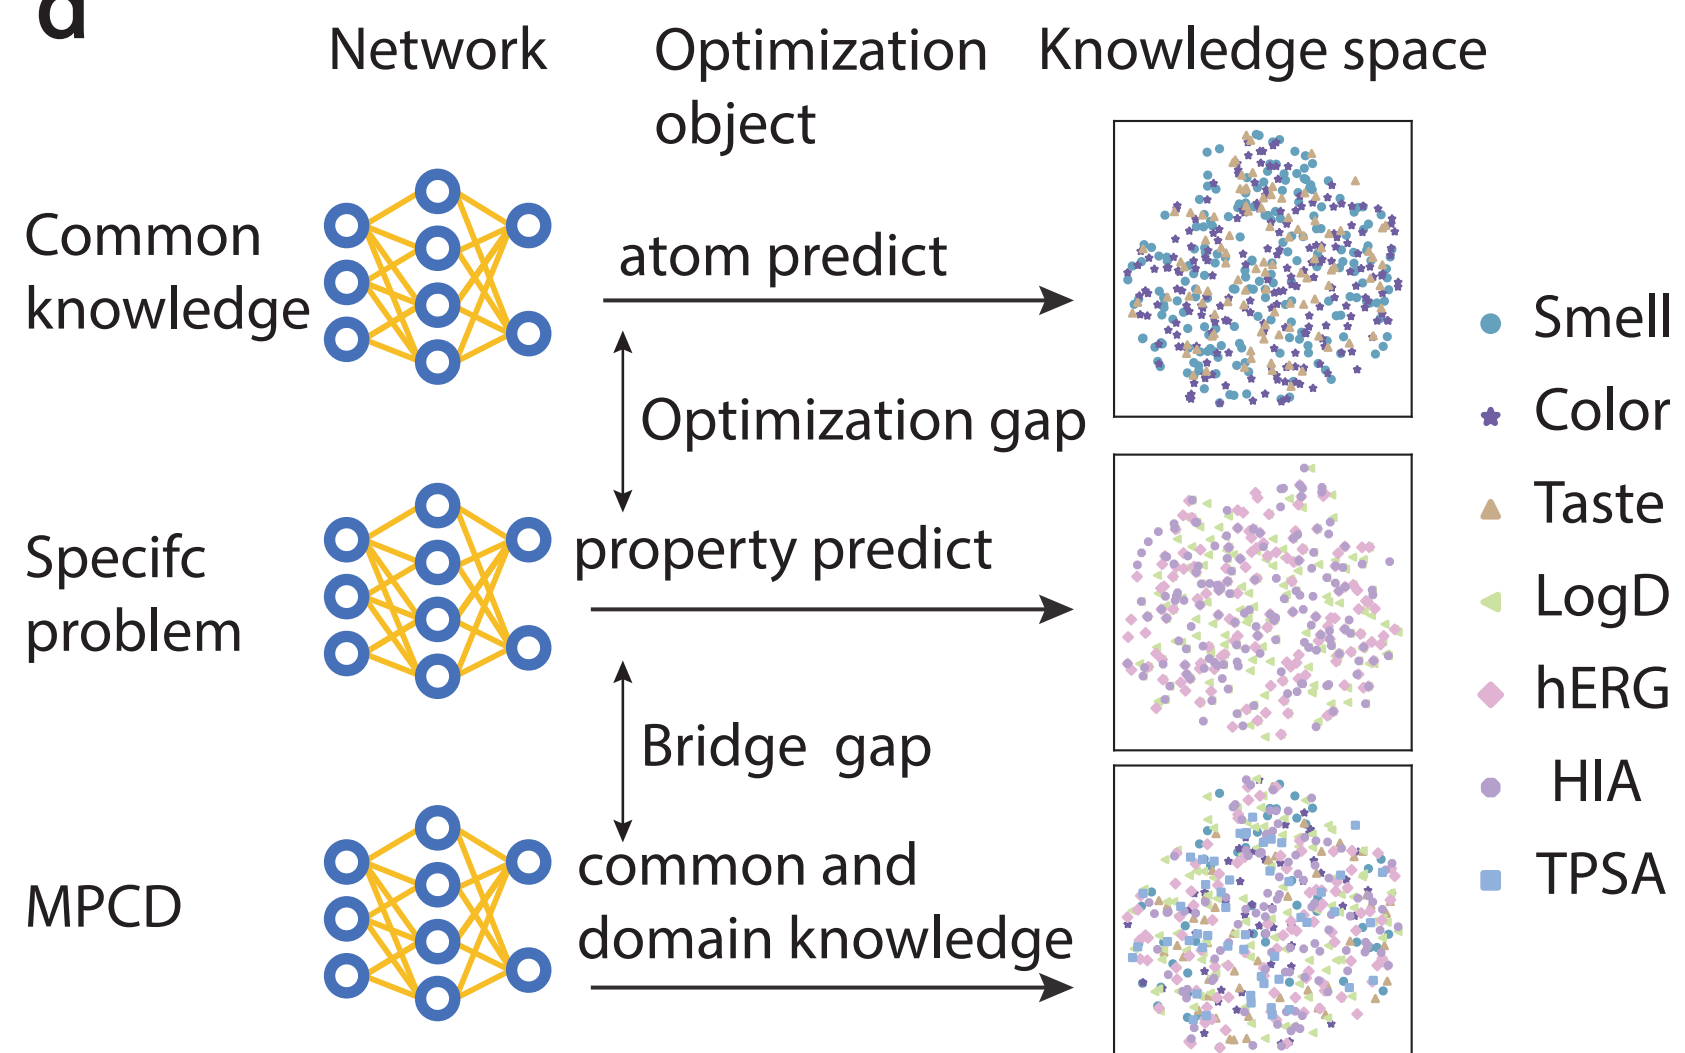 d
Network
Optimization
object
Knowledge space
Common
knowledge
atom predict
Optimization gap
Specifc
problem
property predict
Bridge gap
MPCD
common and
domain knowledge
Smell
Color
Taste
LogD
hERG
HIA
TPSA